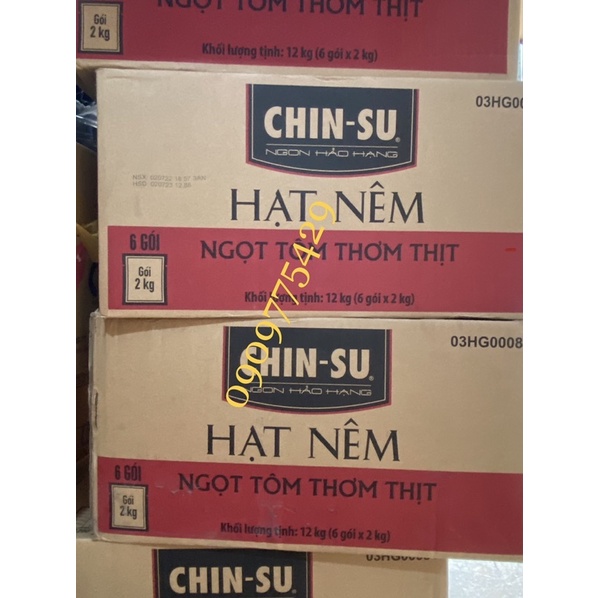 NGỌT TÔM THƠM THỊT
Gói
2 kg
Khối lượng tịnh: 12 kg (6 gói x 2 kg)
CHIN-SU
NGON HẢO HẠNG
03HG00
HẠT NÊM
6 GÓI
NGỌT TÔM THƠM THỊT
Gói
2 kg
Khối lượng tịnh: 12 kg (6 gói x 2 kg)
0909775429
CHIN-SU
NGON HẢO HẠNG
03HG0008
HẠT NÊM
6 GÓI
NGỌT TÔM THƠM THỊT
Gói
2 kg
Khối lượng tịnh: 12 kg (6 gói x 2 kg)
CHIN-SU